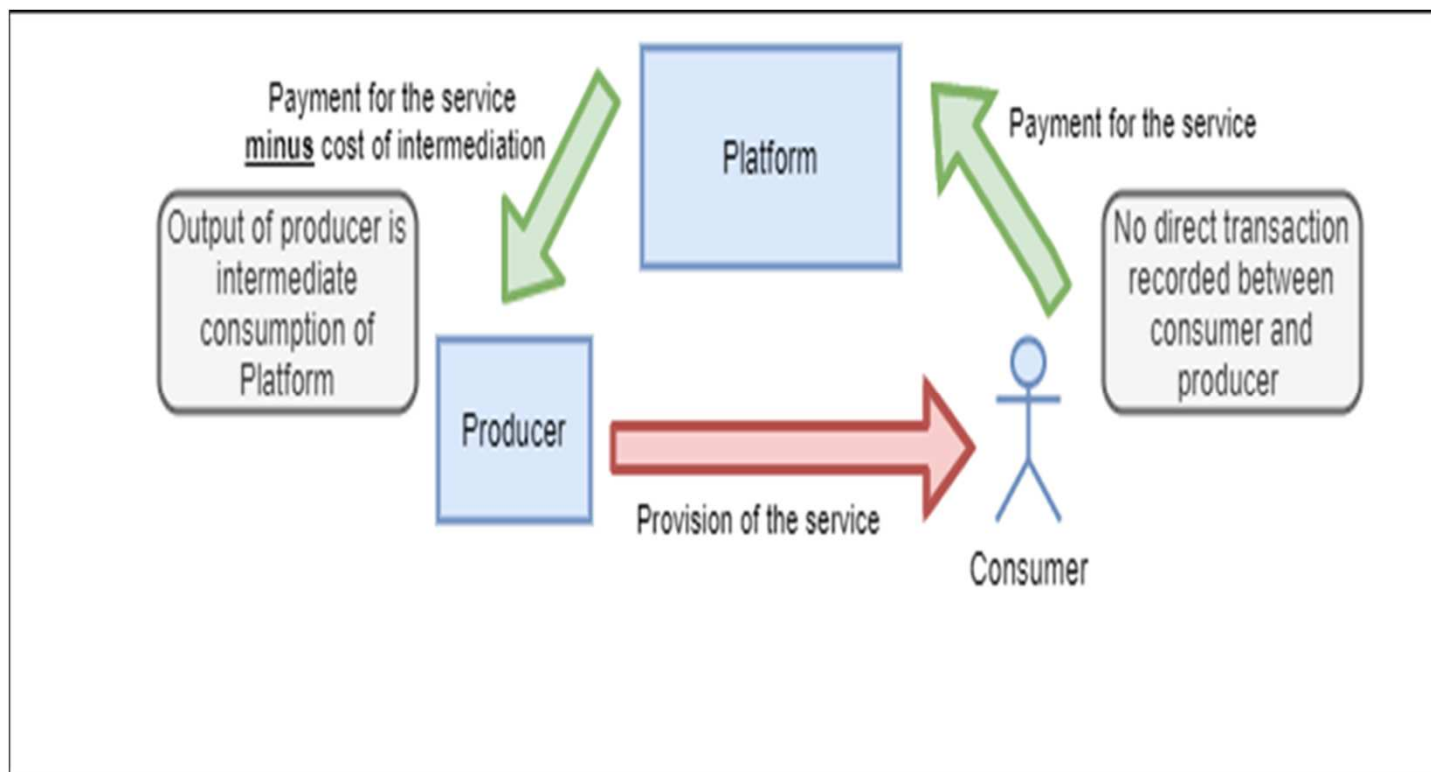 Payment for the service
minus cost of intermediation
Platform
Payment for the service
Output of producer is
intermediate
consumption of
Platform
No direct transaction
recorded between
consumer and
producer
Producer
Provision of the service
Consumer